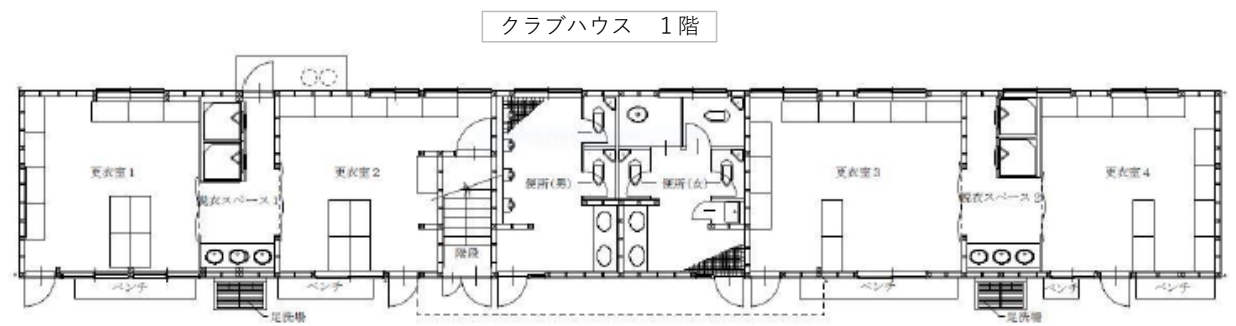 クラブハウス　１階
更衣室1
脱衣スペース1
更衣室2
階段
便所(男)
便所(女)
更衣室3
脱衣スペース2
更衣室4
ベンチ
ベンチ
ベンチ
ベンチ
ベンチ
足洗場
足洗場